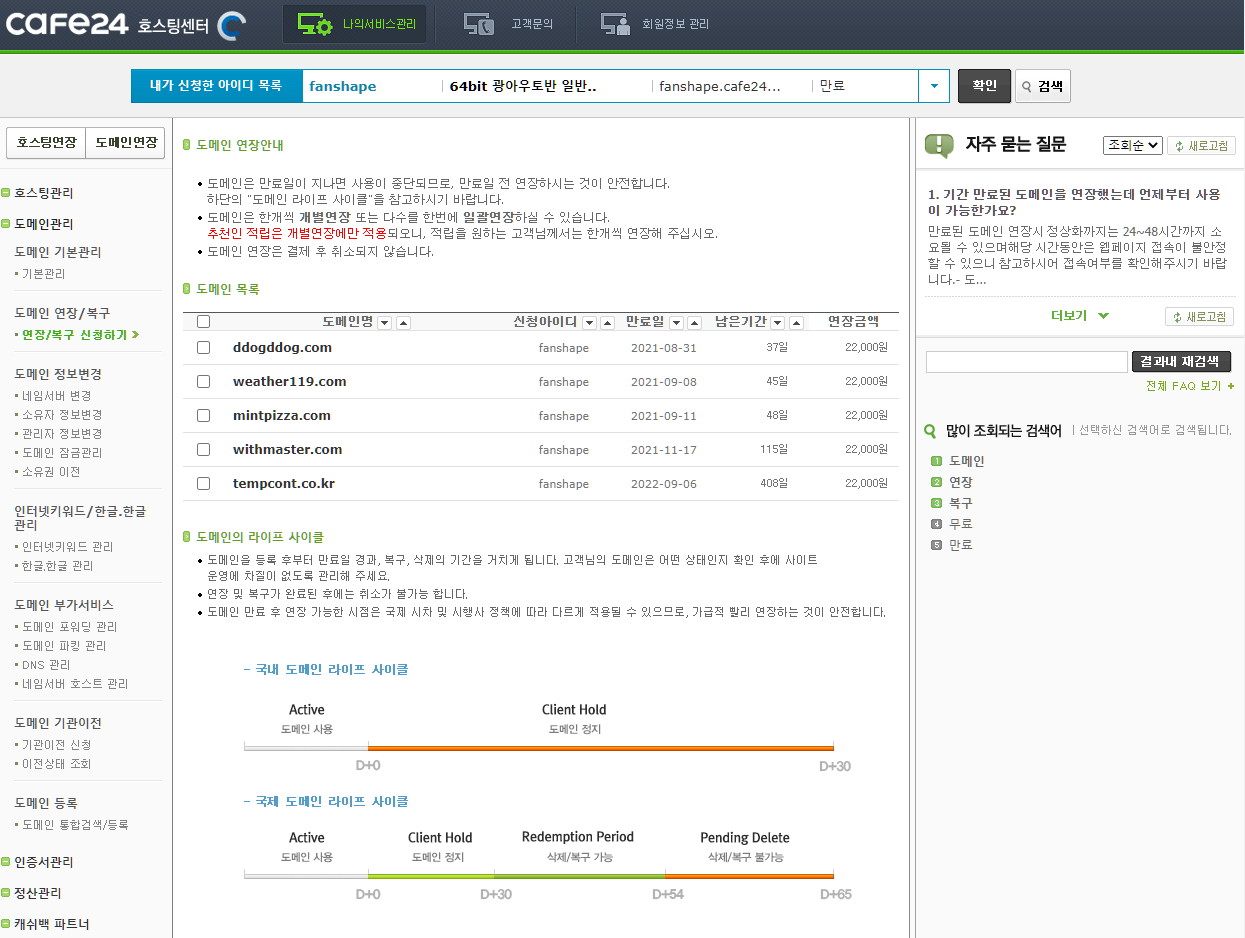 cafe24 호스팅센터
나의서비스관리
고객문의
회원정보 관리
내가 신청한 아이디 목록
fanshape
64bit 광아우토반 일반..
fanshape.cafe24...
만료
확인
검색
호스팅연장
도메인연장
호스팅관리
도메인관리
도메인 기본관리
기본관리
도메인 연장/복구
연장/복구 신청하기
도메인 정보변경
네임서버 변경
소유자 정보변경
관리자 정보변경
도메인 잠금관리
소유권 이전
인터넷키워드/한글.한글
관리
인터넷키워드 관리
한글.한글 관리
도메인 부가서비스
도메인 포워딩 관리
도메인 파킹 관리
DNS 관리
네임서버 호스트 관리
도메인 기관이전
기관이전 신청
이전상태 조회
도메인 등록
도메인 통합검색/등록
인증서관리
정산관리
캐쉬백 파트너
도메인 연장안내
• 도메인은 만료일이 지나면 사용이 중단되므로, 만료일 전 연장하시는 것이 안전합니다.
하단의 "도메인 라이프 사이클"을 참고하시기 바랍니다.
• 도메인은 한개씩 개별연장 또는 다수를 한번에 일괄연장하실 수 있습니다.
추천인 적립은 개별연장에만 적용되오니, 적립을 원하는 고객님께서는 한개씩 연장해 주십시오.
• 도메인 연장은 결제 후 취소되지 않습니다.
도메인 목록
도메인명 신청아이디 만료일 남은기간 연장금액
ddogddog.com fanshape 2021-08-31 37일 22,000원
weather119.com fanshape 2021-09-08 45일 22,000원
mintpizza.com fanshape 2021-09-11 48일 22,000원
withmaster.com fanshape 2021-11-17 115일 22,000원
tempcont.co.kr fanshape 2022-09-06 408일 22,000원
도메인의 라이프 사이클
• 도메인을 등록 후부터 만료일 경과, 복구, 삭제의 기간을 거치게 됩니다. 고객님의 도메인은 어떤 상태인지 확인 후에 사이트
운영에 차질이 없도록 관리해 주세요.
• 연장 및 복구가 완료된 후에는 취소가 불가능 합니다.
• 도메인 만료 후 연장 가능한 시점은 국제 시차 및 시행사 정책에 따라 다르게 적용될 수 있으므로, 가급적 빨리 연장하는 것이 안전합니다.
- 국내 도메인 라이프 사이클
Active Client Hold
도메인 사용 도메인 정지
D+0 D+30
- 국제 도메인 라이프 사이클
Active Client Hold Redemption Period Pending Delete
도메인 사용 도메인 정지 삭제/복구 가능 삭제/복구 불가능
D+0 D+30 D+54 D+65
자주 묻는 질문
조회순
새로고침
1. 기간 만료된 도메인을 연장했는데 언제부터 사용
이 가능한가요?
만료된 도메인 연장시 정상화까지는 24~48시간까지 소
요될 수 있으며해당 시간동안은 웹페이지 접속이 불안정
할 수 있으니 참고하시어 접속여부를 확인해주시기 바랍
니다.- 도...
더보기
새로고침
결과내 재검색
전체 FAQ 보기 +
많이 조회되는 검색어 | 선택하신 검색어로 검색됩니다.
1 도메인
2 연장
3 복구
4 무료
5 만료